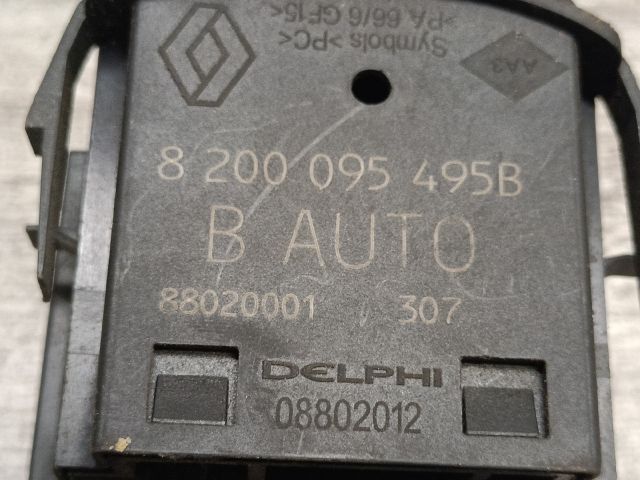 >PA 66/6 GF15<
Symbols >PC<
AA3
8 200 095 495B
B AUTO
88020001 307
DELPHI
08802012